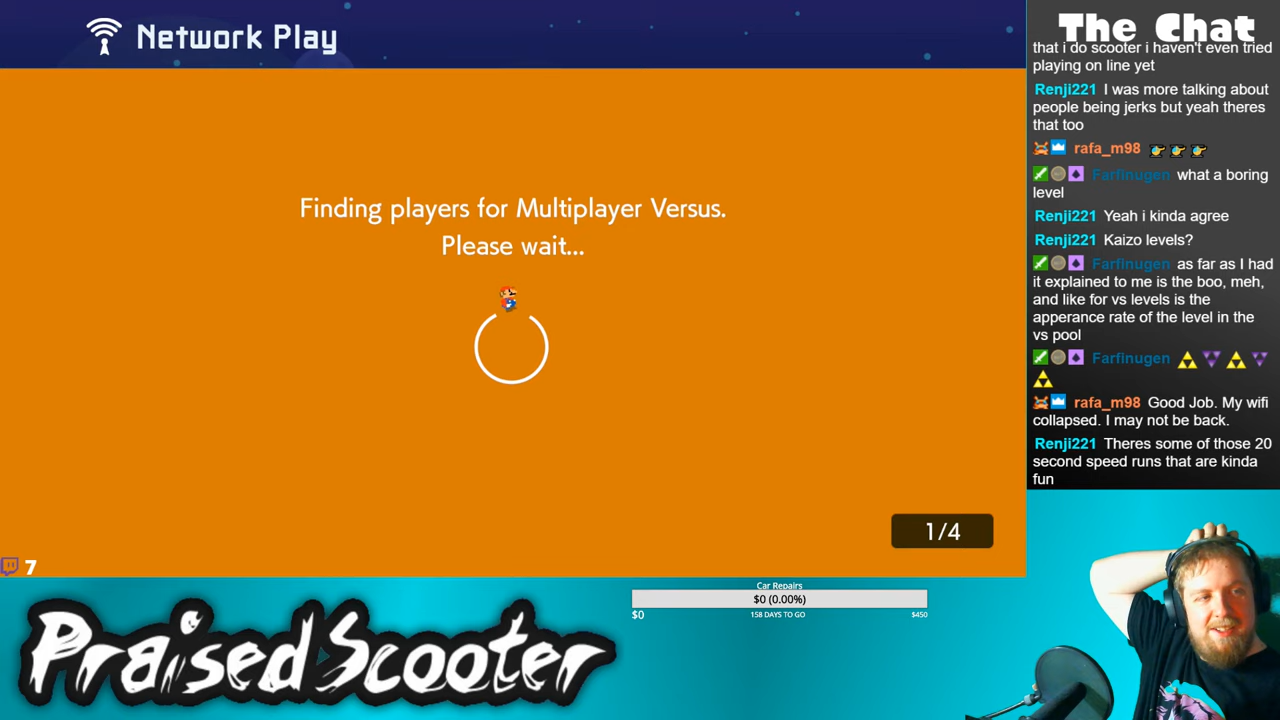 Network Play
Finding players for Multiplayer Versus.
Please wait...
1/4
7
The Chat
that i do scooter i haven't even tried
playing on line yet
Renji221 I was more talking about
people being jerks but yeah theres
that too
rafa_m98
Farfinugen what a boring
level
Renji221 Yeah i kinda agree
Renji221 Kaizo levels?
Farfinugen as far as I had
it explained to me is the boo, meh,
and like for vs levels is the
apperance rate of the level in the
vs pool
Farfinugen
rafa_m98 Good Job. My wifi
collapsed. I may not be back.
Renji221 Theres some of those 20
second speed runs that are kinda
fun
PraisedScooter
Car Repairs
$0 (0.00%)
$0 158 DAYS TO GO $450